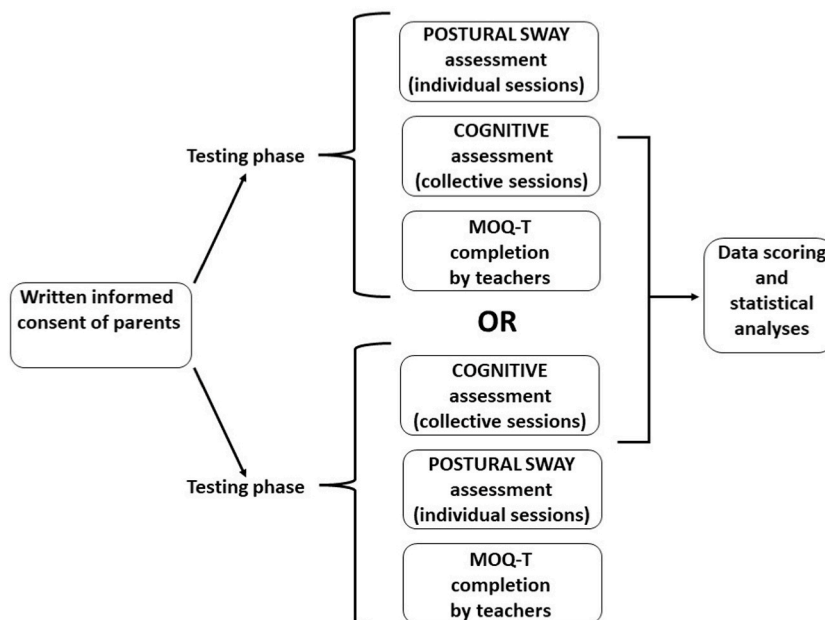 Written informed
consent of parents
Testing phase
POSTURAL SWAY
assessment
(individual sessions)
COGNITIVE
assessment
(collective sessions)
MOQ-T
completion
by teachers
OR
Testing phase
COGNITIVE
assessment
(collective sessions)
POSTURAL SWAY
assessment
(individual sessions)
MOQ-T
completion
by teachers
Data scoring
and
statistical
analyses